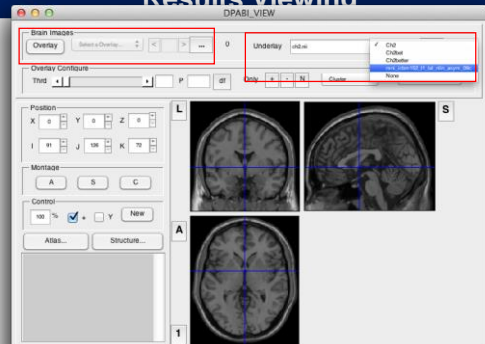 Results Viewing
DPABI_VIEW
Brain Images
Overlay Select a Overlay... < > ... 0 Underlay ch2.nii
✓ Ch2
Ch2bet
Ch2better
None
Overlay Configure
Thrd P df Only + - N Cluster
Position
X 0 Y 0 Z 0
I 91 J 126 K 72
Montage
A S C
Control
100 % + Y New
Atlas... Structure...
L
S
A
1